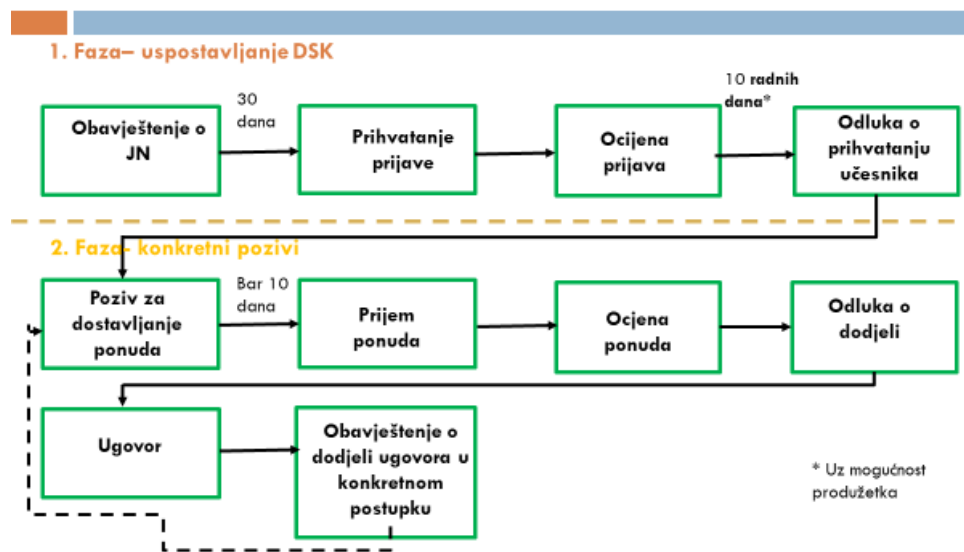 1. Faza– uspostavljanje DSK
30
dana
10 radnih
dana*
Obavještenje o
JN
Prihvatanje
prijave
Ocijena
prijava
Odluka o
prihvatanju
učesnika
2. Faza- konkretni pozivi
Bar 10
dana
Poziv za
dostavljanje
ponuda
Prijem
ponuda
Ocjena
ponuda
Odluka o
dodjeli
Ugovor
Obavještenje o
dodjeli ugovora u
konkretnom
postupku
* Uz mogućnost
produžetka